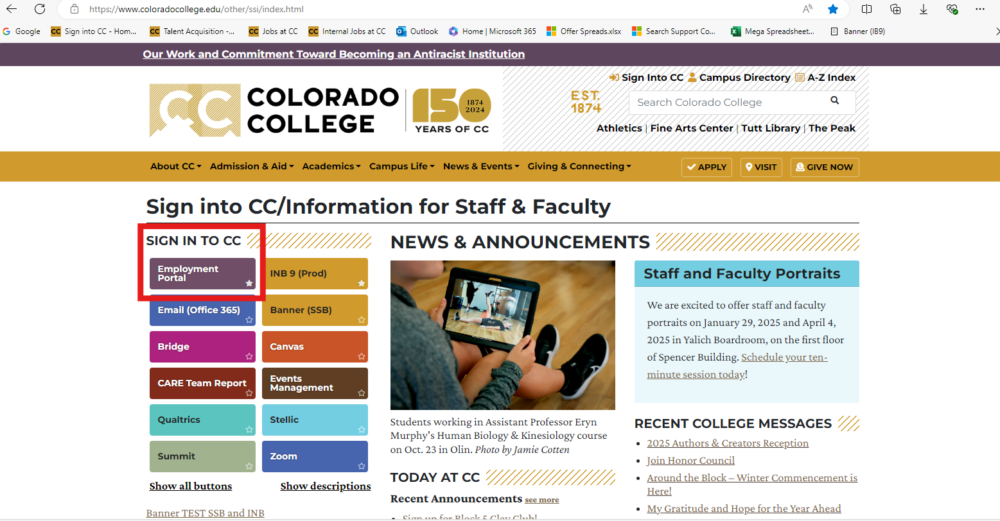 https://www.coloradocollege.edu/other/ssi/index.html
Google
Sign into CC - Hom...
Talent Acquisition -...
Jobs at CC
Internal Jobs at CC
Outlook
Home | Microsoft 365
Offer Spreads.xlsx
Search Support Co...
Mega Spreadsheet...
Banner (IB9)
Our Work and Commitment Toward Becoming an Antiracist Institution
CC
COLORADO
COLLEGE
150
1874
2024
YEARS OF CC
Sign Into CC
Campus Directory
A-Z Index
EST.
1874
Search Colorado College
Athletics | Fine Arts Center | Tutt Library | The Peak
About CC
Admission & Aid
Academics
Campus Life
News & Events
Giving & Connecting
APPLY
VISIT
GIVE NOW
Sign into CC/Information for Staff & Faculty
SIGN IN TO CC
Employment
Portal
INB 9 (Prod)
Email (Office 365)
Banner (SSB)
Bridge
Canvas
CARE Team Report
Events
Management
Qualtrics
Stellic
Summit
Zoom
Show all buttons
Show descriptions
Banner TEST SSB and INB
NEWS & ANNOUNCEMENTS
Students working in Assistant Professor Eryn
Murphy's Human Biology & Kinesiology course
on Oct. 23 in Olin. Photo by Jamie Cotten
TODAY AT CC
Recent Announcements see more
Sign up for Block 5 Clay Club!
Staff and Faculty Portraits
We are excited to offer staff and faculty
portraits on January 29, 2025 and April 4,
2025 in Yalich Boardroom, on the first floor
of Spencer Building. Schedule your ten-
minute session today!
RECENT COLLEGE MESSAGES
2025 Authors & Creators Reception
Join Honor Council
Around the Block – Winter Commencement is
Here!
My Gratitude and Hope for the Year Ahead